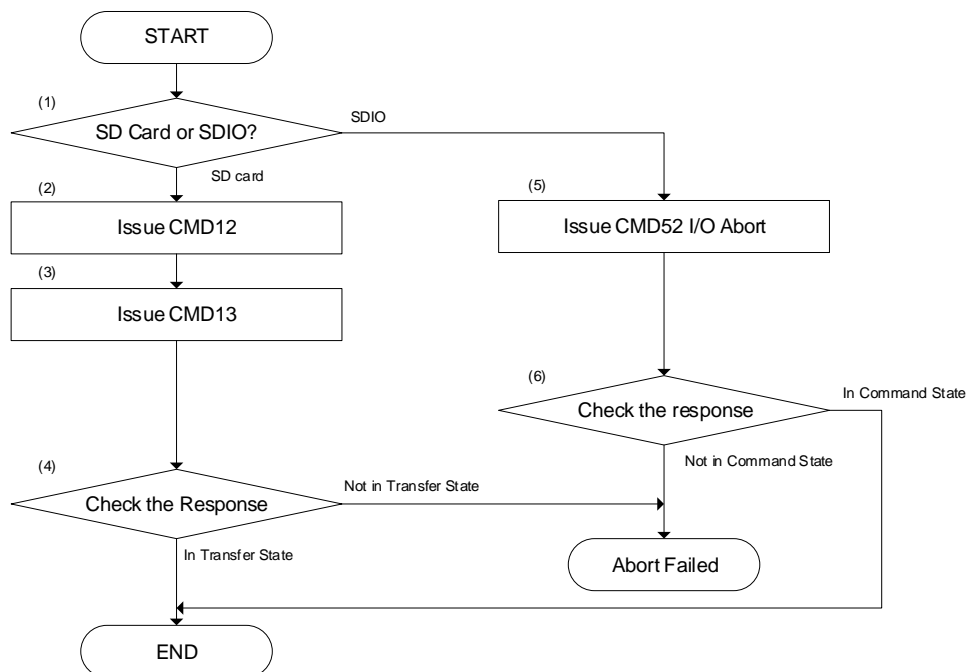 START
(1)
SD Card or SDIO?
SDIO
SD card
(2)
Issue CMD12
(3)
Issue CMD13
(5)
Issue CMD52 I/O Abort
(6)
Check the response
In Command State
Not in Command State
(4)
Check the Response
Not in Transfer State
In Transfer State
Abort Failed
END